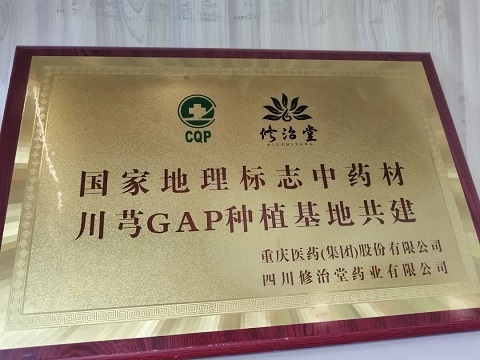 CQP
修治堂
XIUZHITANG
国家地理标志中药材
川芎GAP种植基地共建
重庆医药(集团)股份有限公司
四川修治堂药业有限公司